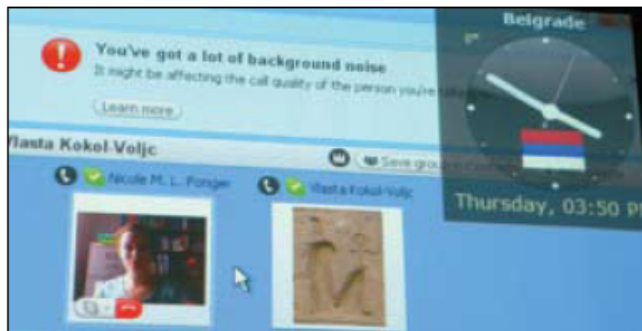 Belgrade
You've got a lot of background noise
It might be affecting the call quality of the person you're
Learn more
Vlasta Kokol-Voljc
Save group
Nicole M. L. Fonger
Vlasta Kokol-Voljc
Thursday, 03:50 P